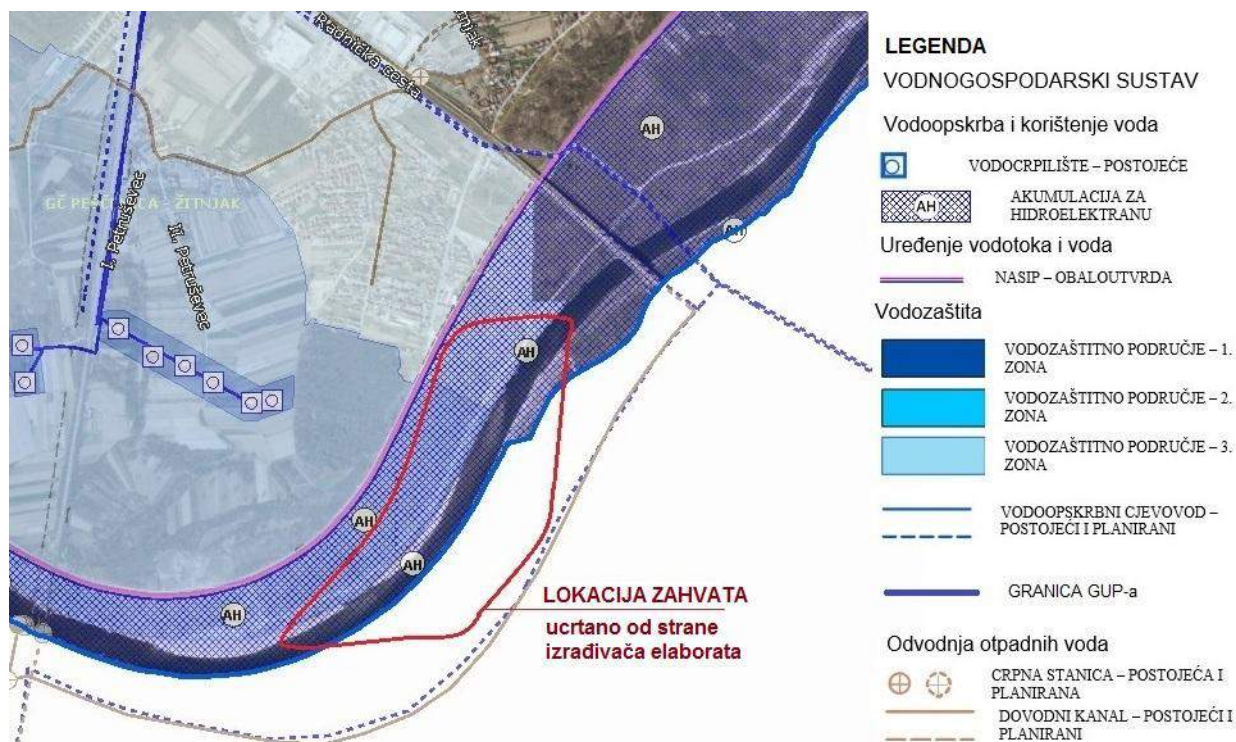 Radnička cesta
Žitnjak
AH
GČ PEŠČENICA - ŽITNJAK
I. Petruševec
II. Petruševec
AH
AH
AH
AH
AH
LOKACIJA ZAHVATA
ucrtano od strane
izrađivača elaborata
LEGENDA
VODNOGOSPODARSKI SUSTAV
Vodoopskrba i korištenje voda
VODOCRPILIŠTE – POSTOJEĆE
AH
AKUMULACIJA ZA
HIDROELEKTRANU
Uređenje vodotoka i voda
NASIP – OBALOUTVRDA
Vodozaštita
VODOZAŠTITNO PODRUČJE – 1.
ZONA
VODOZAŠTITNO PODRUČJE – 2.
ZONA
VODOZAŠTITNO PODRUČJE – 3.
ZONA
VODOOPSKRBNI CJEVOVOD –
POSTOJEĆI I PLANIRANI
GRANICA GUP-a
Odvodnja otpadnih voda
CRPNA STANICA – POSTOJEĆA I
PLANIRANA
DOVODNI KANAL – POSTOJEĆI I
PLANIRANI